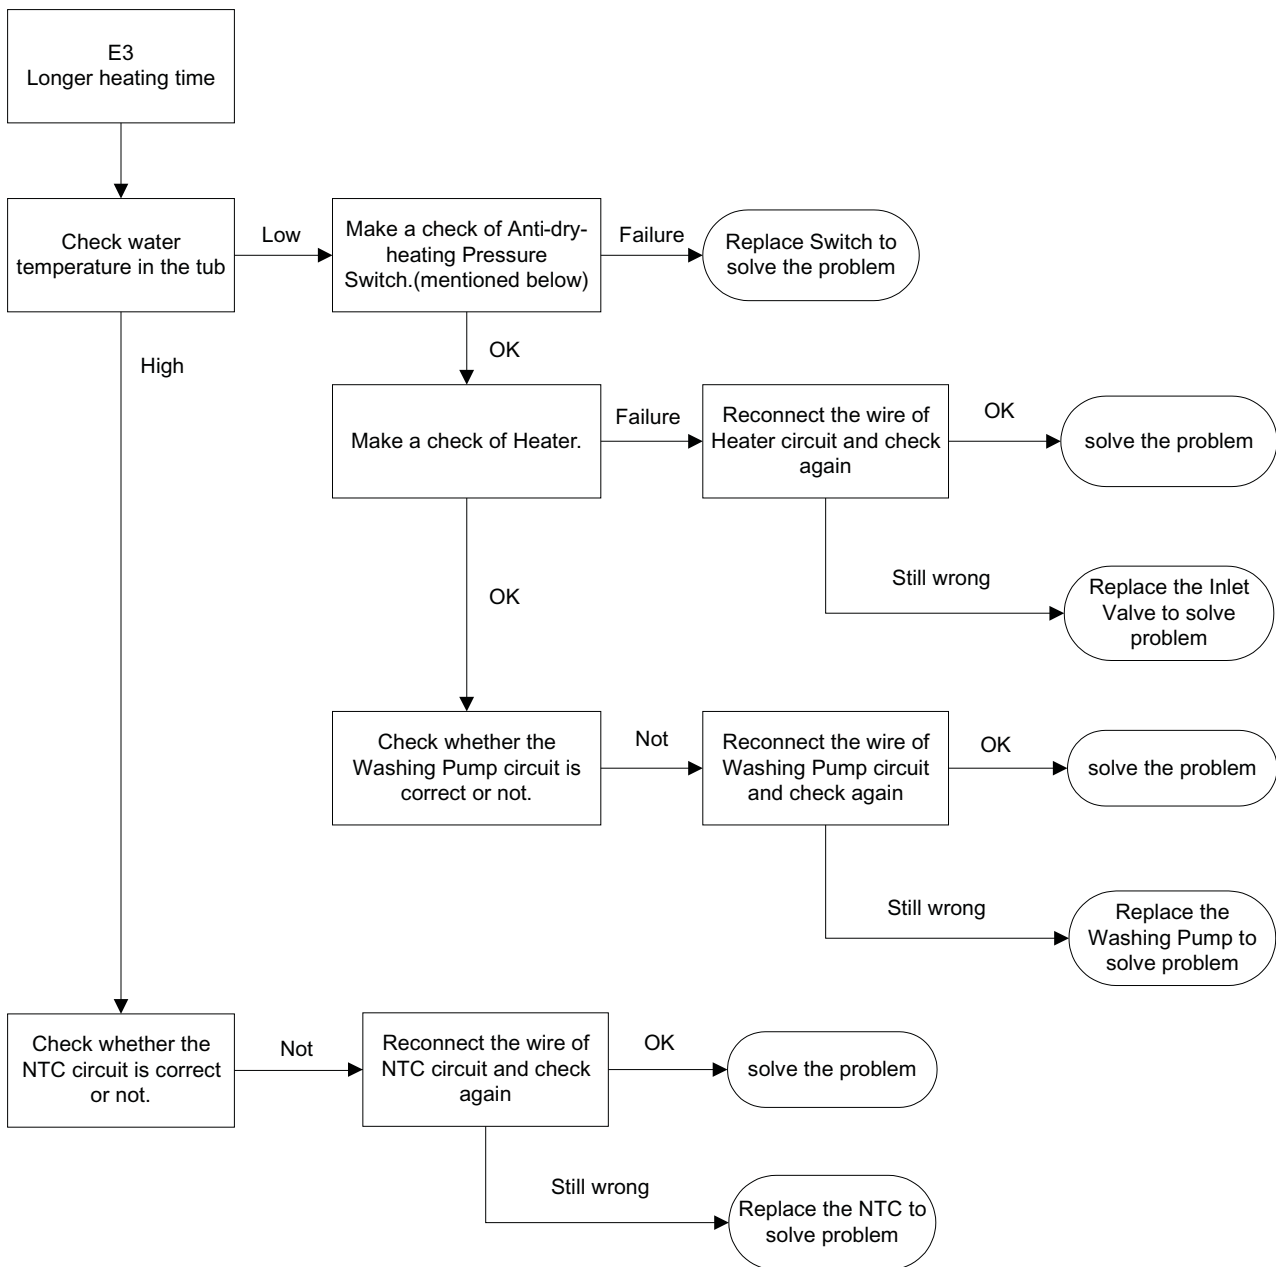 E3
Longer heating time
Check water
temperature in the tub
Low
Make a check of Anti-dry-
heating Pressure
Switch.(mentioned below)
Failure
Replace Switch to
solve the problem
High
OK
Make a check of Heater.
Failure
Reconnect the wire of
Heater circuit and check
again
OK
solve the problem
Still wrong
Replace the Inlet
Valve to solve
problem
OK
Check whether the
Washing Pump circuit is
correct or not.
Not
Reconnect the wire of
Washing Pump circuit
and check again
OK
solve the problem
Still wrong
Replace the
Washing Pump to
solve problem
Check whether the
NTC circuit is correct
or not.
Not
Reconnect the wire of
NTC circuit and check
again
OK
solve the problem
Still wrong
Replace the NTC to
solve problem